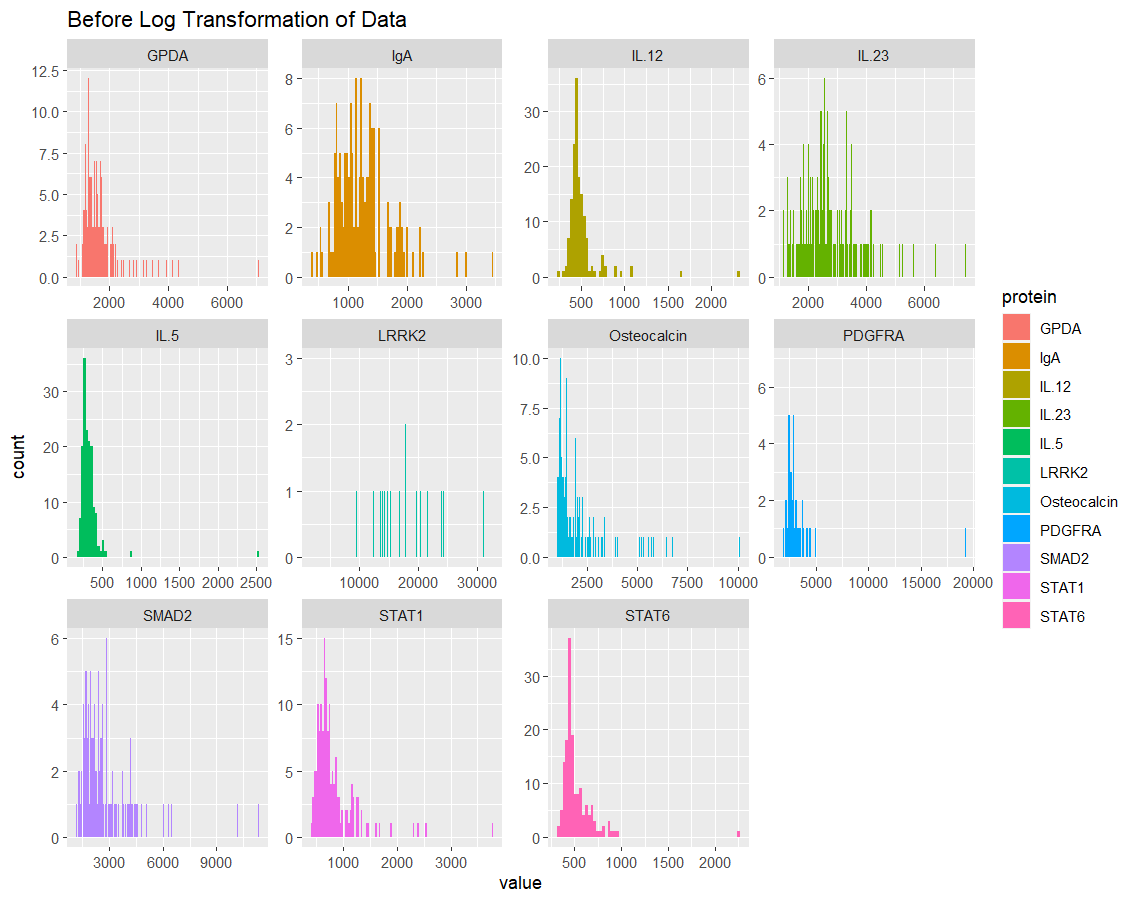 Before Log Transformation of Data
GPDA
IgA
IL.12
IL.23
12.5
10.0
7.5
5.0
2.5
0.0
2000 4000 6000
8
6
4
2
0
1000 2000 3000
30
20
10
0
500 1000 1500 2000
6
4
2
0
2000 4000 6000
IL.5
LRRK2
Osteocalcin
PDGFRA
30
20
10
0
500 1000 1500 2000 2500
3
2
1
0
10000 20000 30000
10.0
7.5
5.0
2.5
0.0
2500 5000 7500 10000
6
4
2
0
5000 10000 15000 20000
SMAD2
STAT1
STAT6
6
4
2
0
3000 6000 9000
15
10
5
0
1000 2000 3000
30
20
10
0
500 1000 1500 2000
count
value
protein
GPDA
IgA
IL.12
IL.23
IL.5
LRRK2
Osteocalcin
PDGFRA
SMAD2
STAT1
STAT6